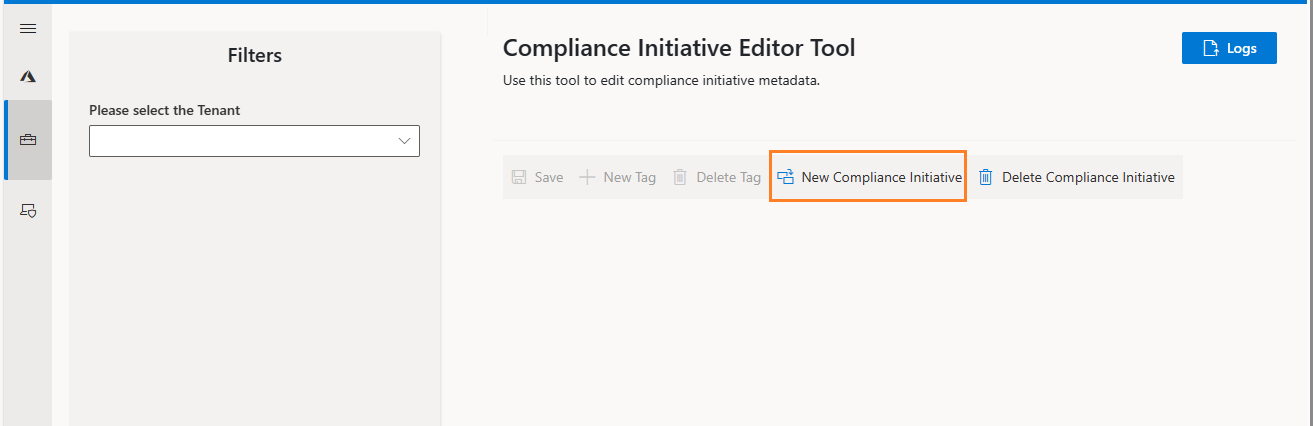 Filters
Please select the Tenant
Compliance Initiative Editor Tool
Logs
Use this tool to edit compliance initiative metadata.
Save New Tag Delete Tag New Compliance Initiative Delete Compliance Initiative